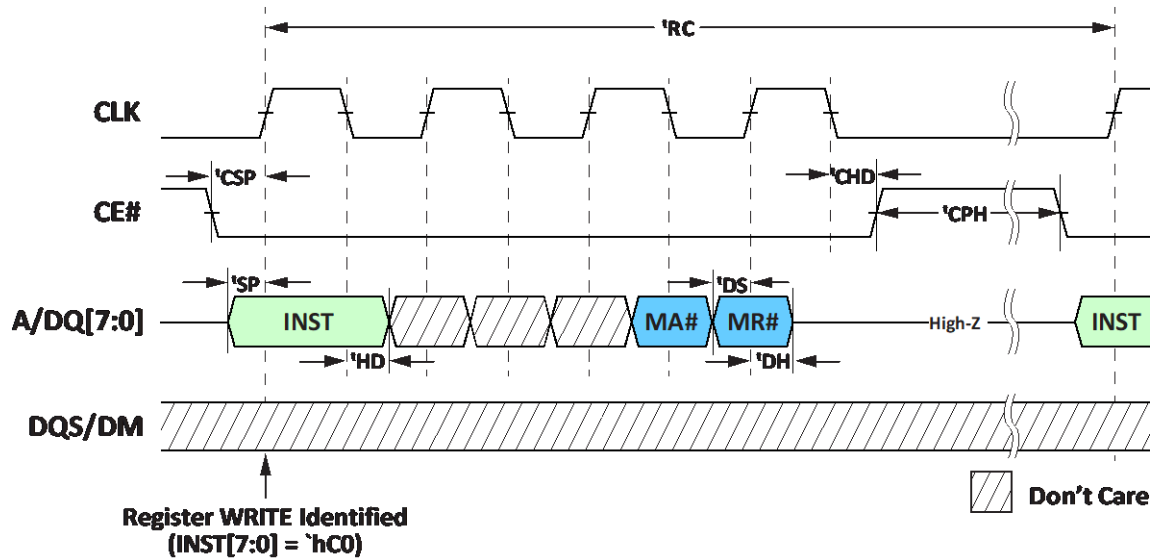 tRC
CLK
tCSP
tCHD
CE#
tCPH
tSP
tDS
A/DQ[7:0]
INST
MA#
MR#
High-Z
INST
tHD
tDH
DQS/DM
Register WRITE Identified
(INST[7:0] = `hC0)
Don't Care